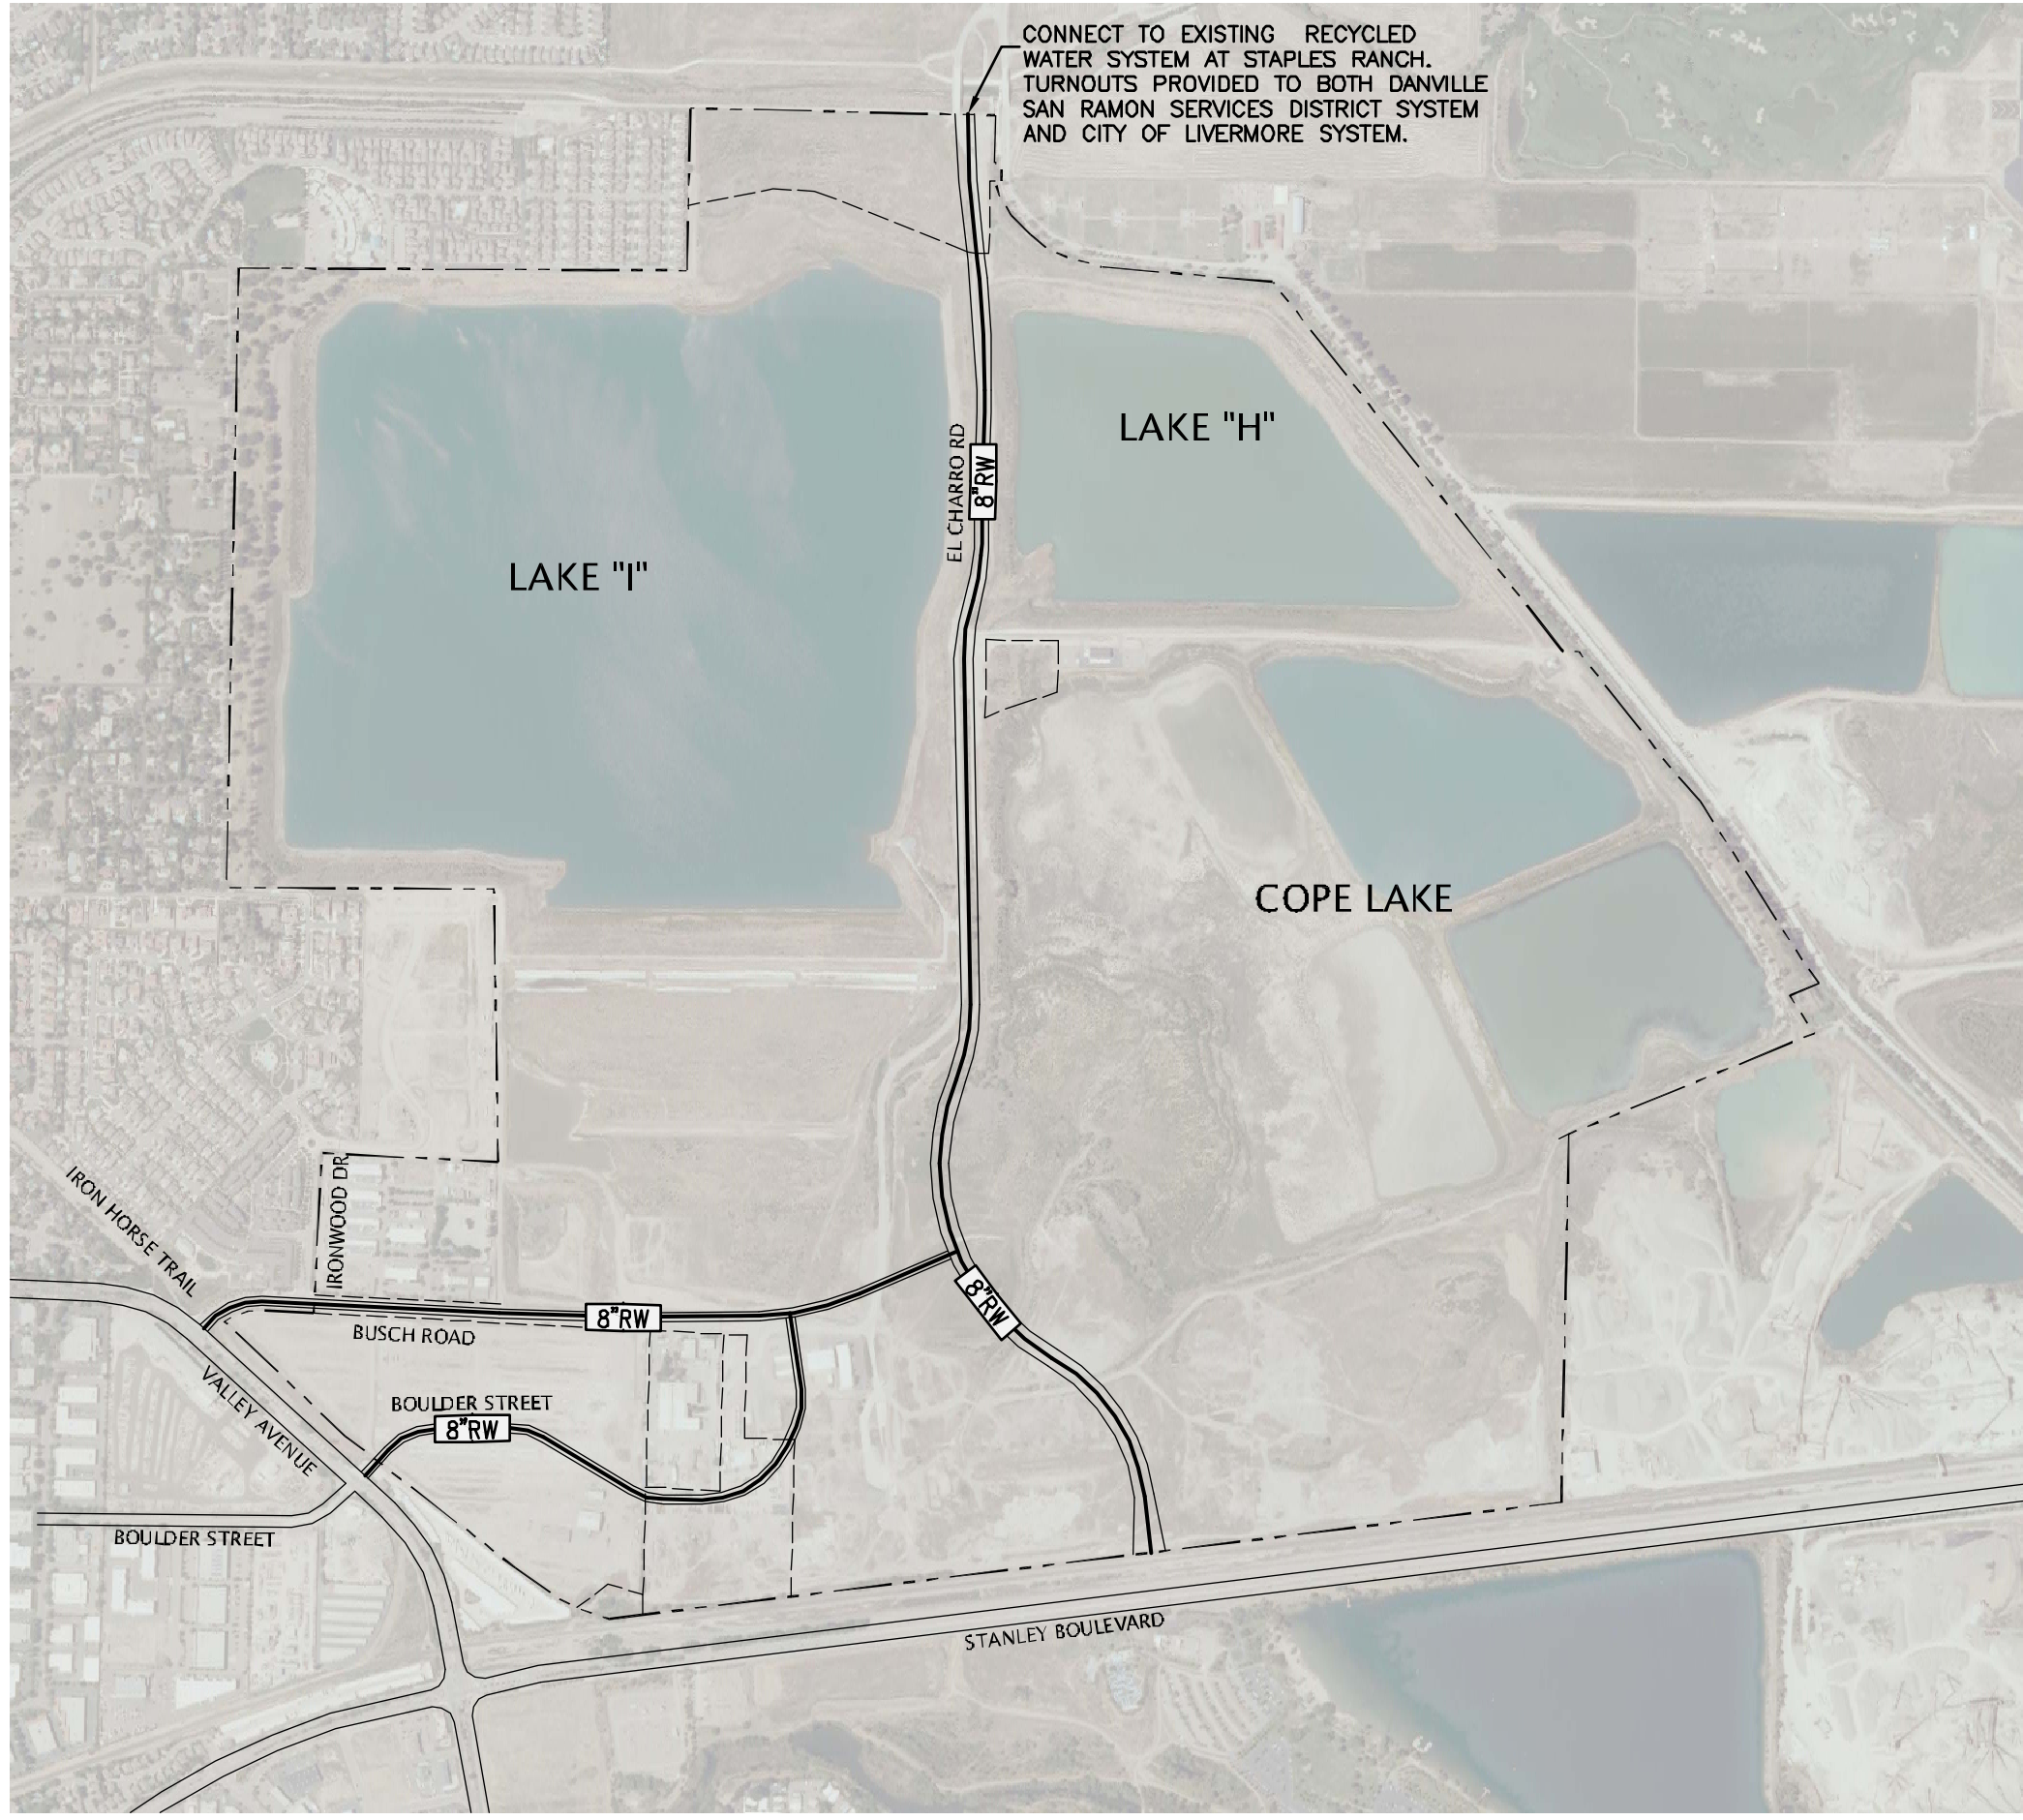 CONNECT TO EXISTING RECYCLED
WATER SYSTEM AT STAPLES RANCH.
TURNOUTS PROVIDED TO BOTH DANVILLE
SAN RAMON SERVICES DISTRICT SYSTEM
AND CITY OF LIVERMORE SYSTEM.
LAKE "H"
EL CHARRO RD
8"RW
LAKE "I"
COPE LAKE
IRON HORSE TRAIL
IRONWOOD DR
8"RW
8"RW
BUSCH ROAD
VALLEY AVENUE
BOULDER STREET
8"RW
BOULDER STREET
STANLEY BOULEVARD